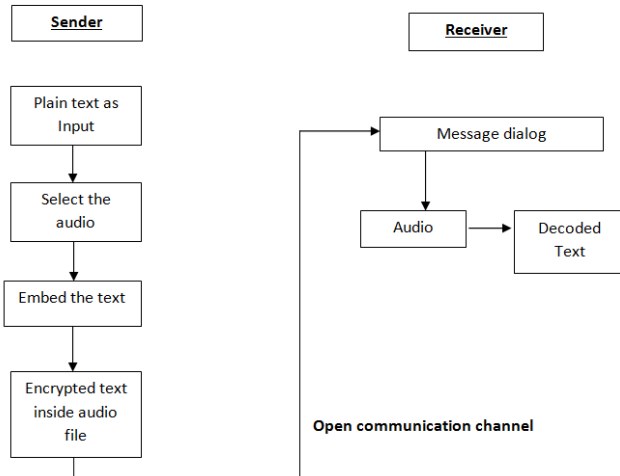 Sender
Plain text as
Input
Select the
audio
Embed the text
Encrypted text
inside audio
file
Receiver
Message dialog
Audio
Decoded
Text
Open communication channel